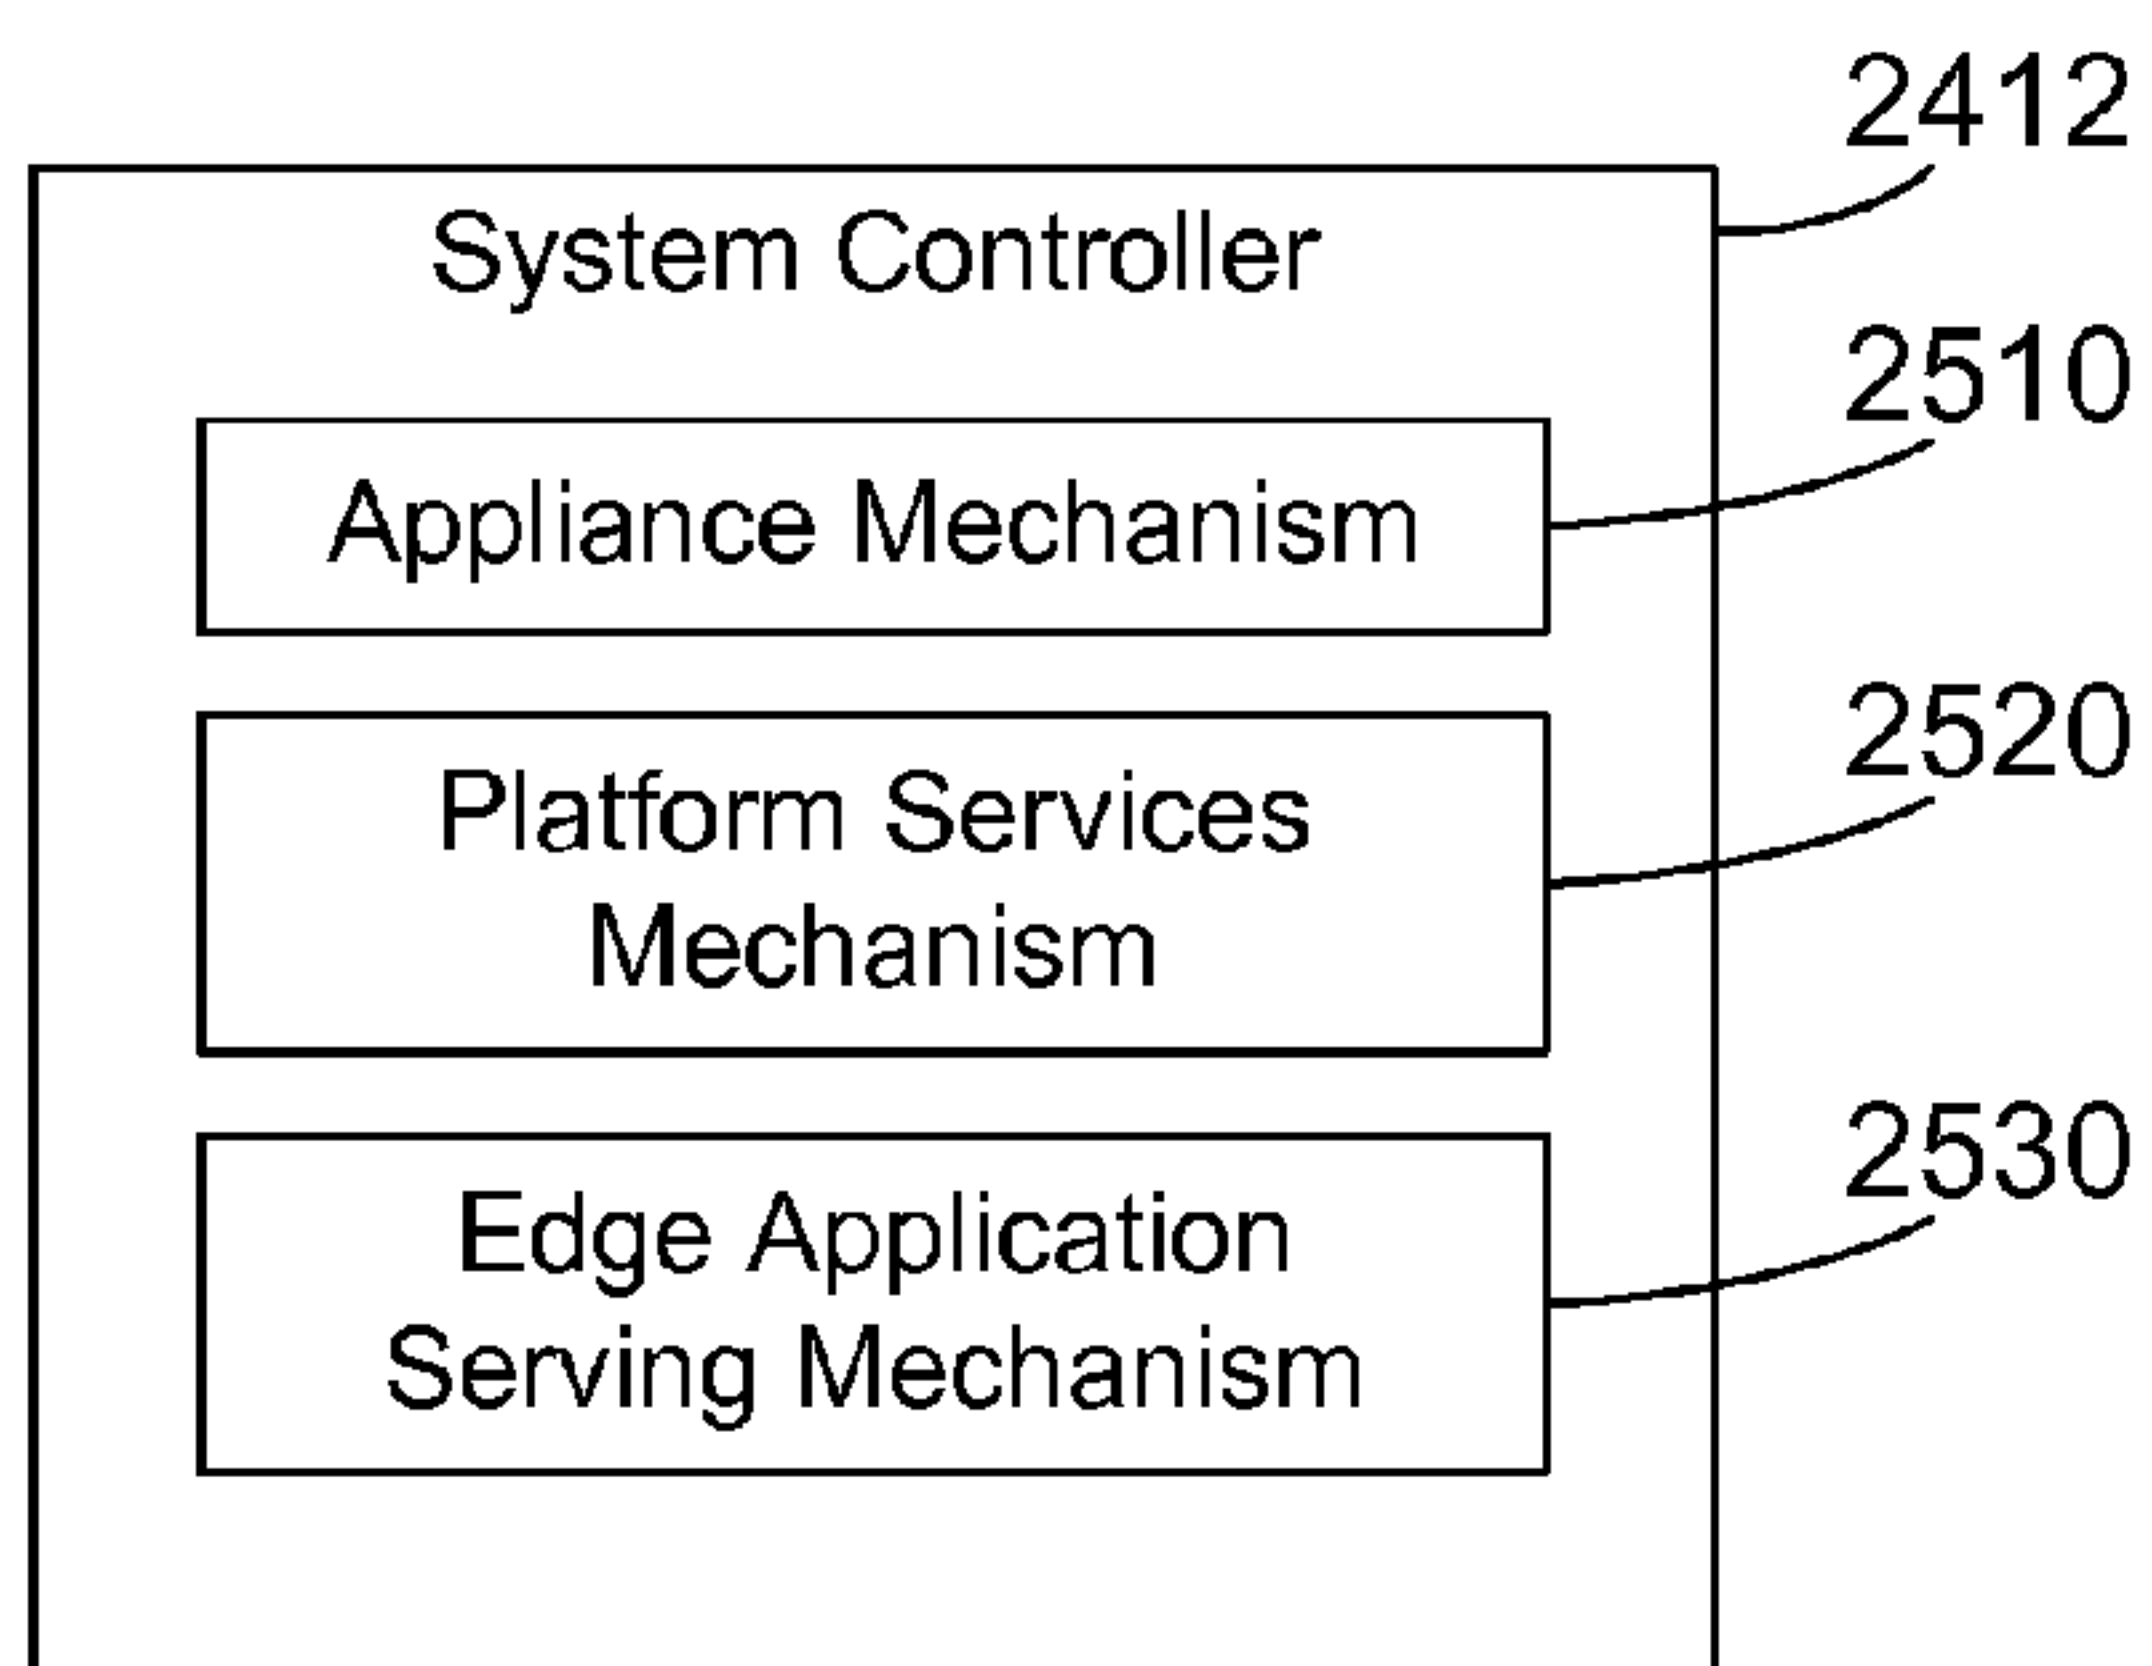 2412
System Controller
2510
Appliance Mechanism
2520
Platform Services
Mechanism
2530
Edge Application
Serving Mechanism